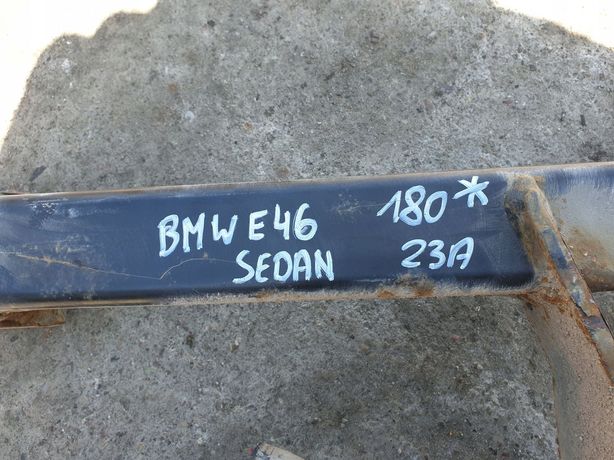 BMW E46 180*
SEDAN 23A